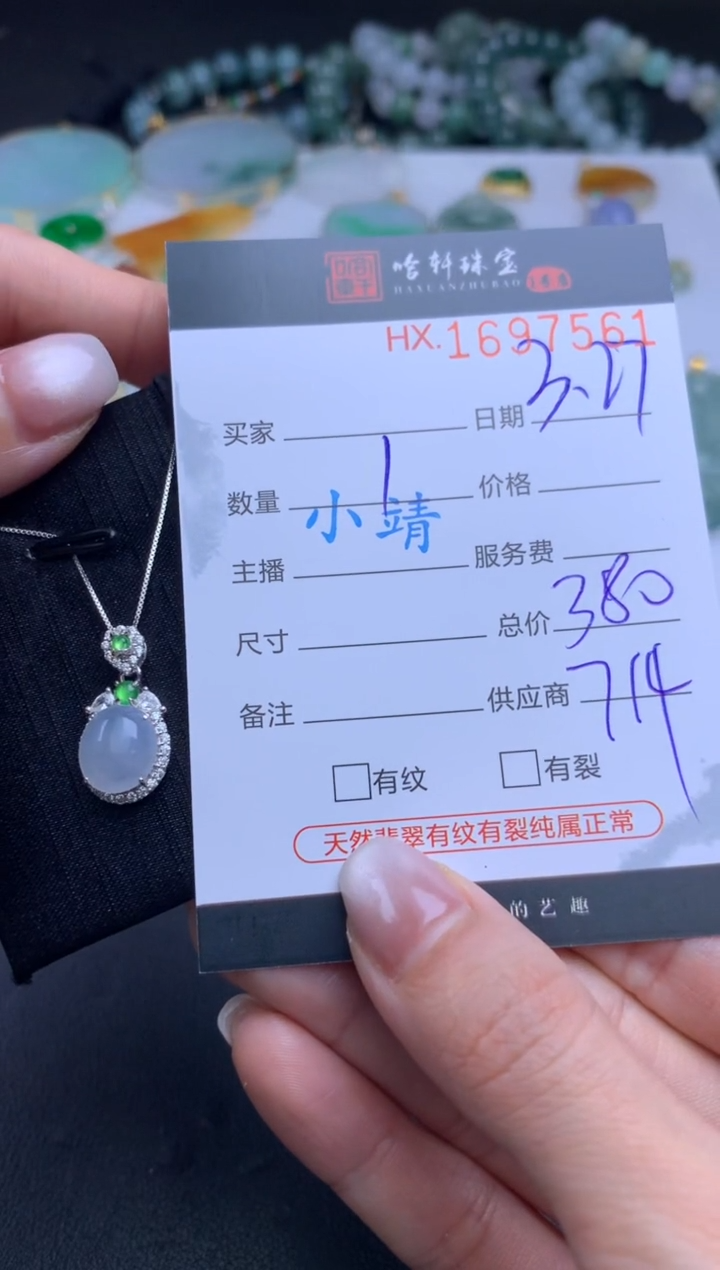 哈轩珠宝
HAXUANZHUBAO
HX.1697561
买家 日期 3.27
数量 1 价格
小靖
主播 服务费
尺寸 总价 380
备注 供应商 714
有纹 有裂
天然翡翠有纹有裂纯属正常
的艺趣